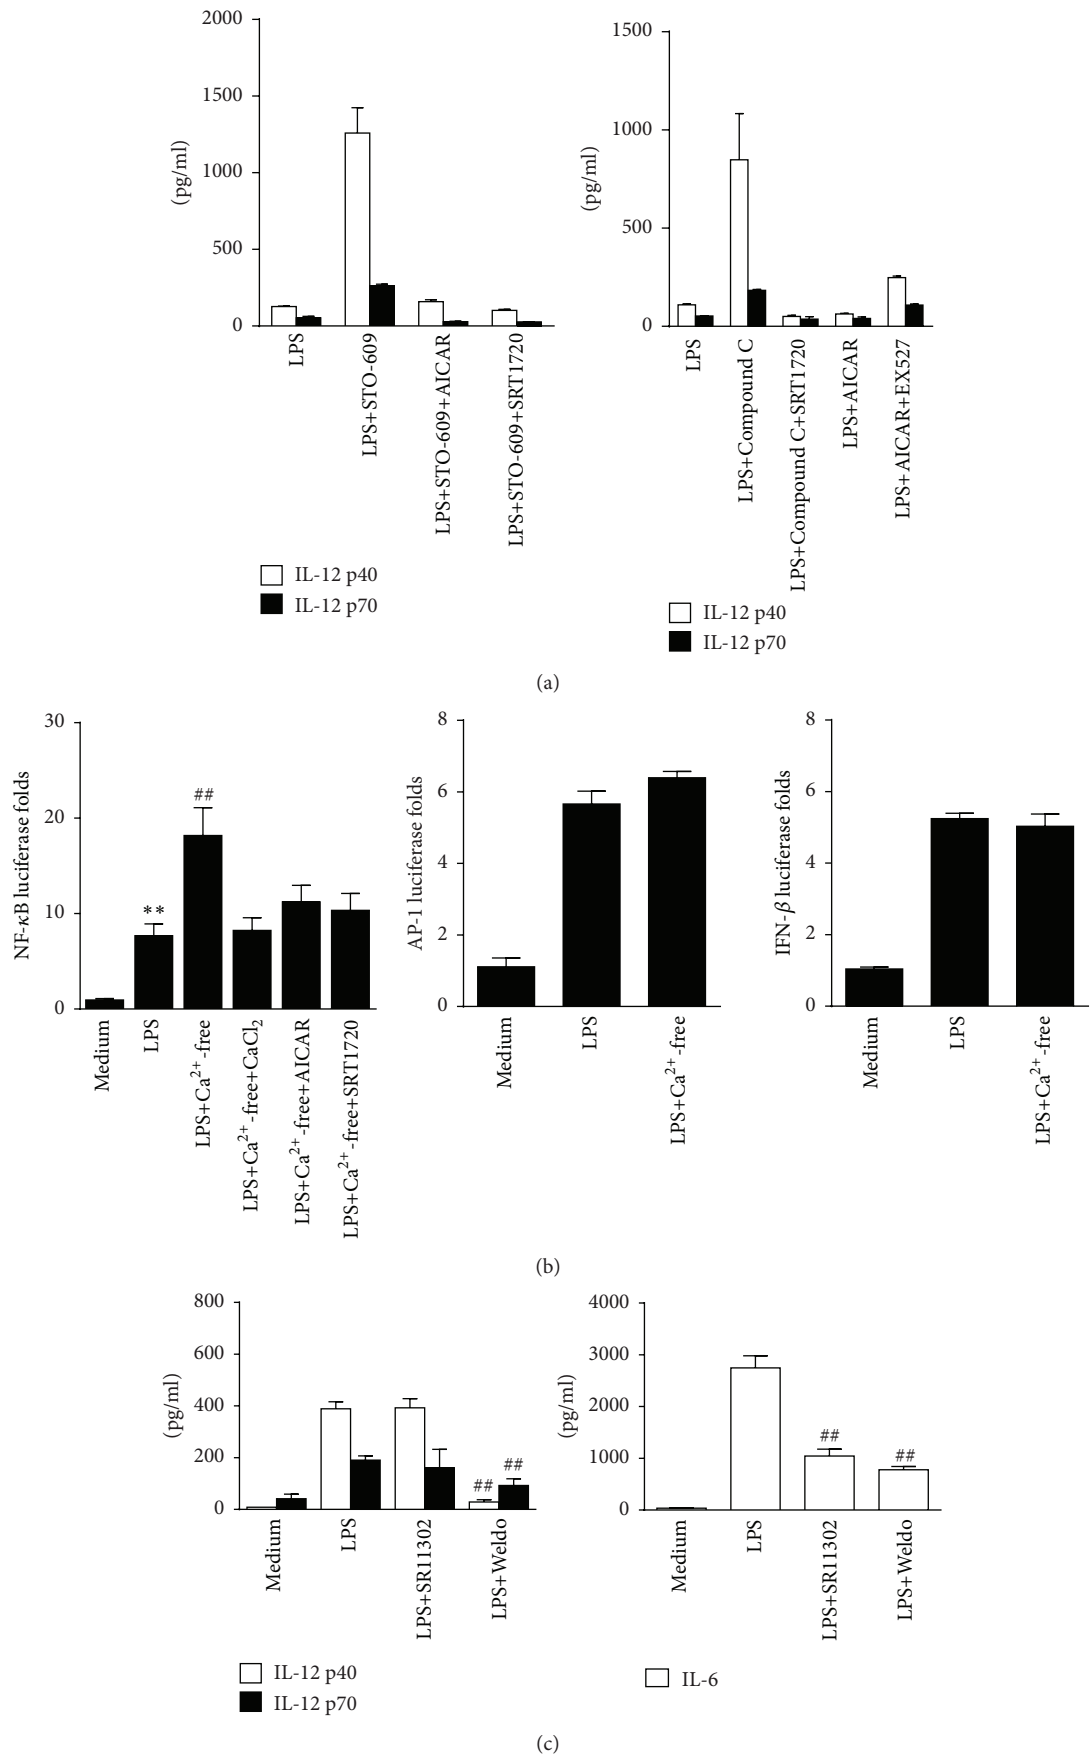 2000
1500
1000
500
0
(pg/ml)
LPS
LPS+STO-609
LPS+STO-609+AICAR
LPS+STO-609+SRT1720
IL-12 p40
IL-12 p70
1500
1000
500
0
(pg/ml)
LPS
LPS+Compound C
LPS+Compound C+SRT1720
LPS+AICAR
LPS+AICAR+EX527
IL-12 p40
IL-12 p70
(a)
30
20
10
0
NF-κB luciferase folds
**
##
Medium
LPS
LPS+Ca²⁺-free
LPS+Ca²⁺-free+CaCl₂
LPS+Ca²⁺-free+AICAR
LPS+Ca²⁺-free+SRT1720
8
6
4
2
0
AP-1 luciferase folds
Medium
LPS
LPS+Ca²⁺-free
8
6
4
2
0
IFN-β luciferase folds
Medium
LPS
LPS+Ca²⁺-free
(b)
800
600
400
200
0
(pg/ml)
##
##
Medium
LPS
LPS+SR11302
LPS+Weldo
IL-12 p40
IL-12 p70
4000
3000
2000
1000
0
(pg/ml)
##
##
Medium
LPS
LPS+SR11302
LPS+Weldo
IL-6
(c)